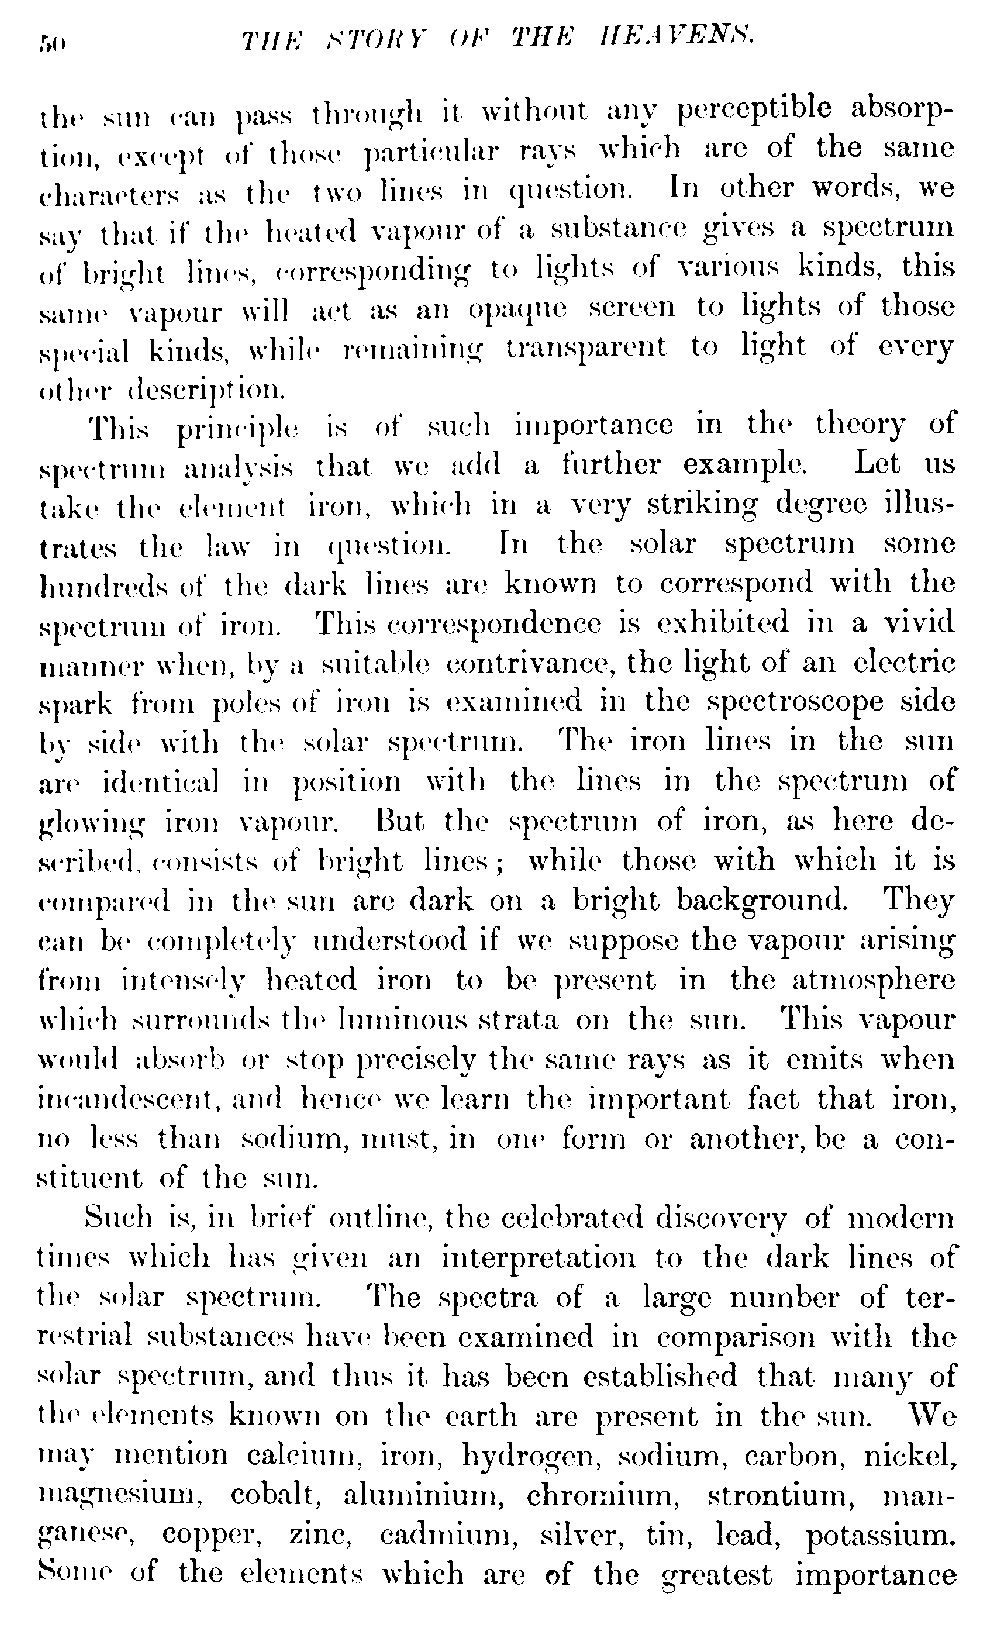 50 THE STORY OF THE HEAVENS.
the sun can pass through it without any perceptible absorp-
tion, except of those particular rays which are of the same
characters as the two lines in question. In other words, we
say that if the heated vapour of a substance gives a spectrum
of bright lines, corresponding to lights of various kinds, this
same vapour will act as an opaque screen to lights of those
special kinds, while remaining transparent to light of every
other description.
This principle is of such importance in the theory of
spectrum analysis that we add a further example. Let us
take the element iron, which in a very striking degree illus-
trates the law in question. In the solar spectrum some
hundreds of the dark lines are known to correspond with the
spectrum of iron. This correspondence is exhibited in a vivid
manner when, by a suitable contrivance, the light of an electric
spark from poles of iron is examined in the spectroscope side
by side with the solar spectrum. The iron lines in the sun
are identical in position with the lines in the spectrum of
glowing iron vapour. But the spectrum of iron, as here de-
scribed, consists of bright lines; while those with which it is
compared in the sun are dark on a bright background. They
can be completely understood if we suppose the vapour arising
from intensely heated iron to be present in the atmosphere
which surrounds the luminous strata on the sun. This vapour
would absorb or stop precisely the same rays as it emits when
incandescent, and hence we learn the important fact that iron,
no less than sodium, must, in one form or another, be a con-
stituent of the sun.
Such is, in brief outline, the celebrated discovery of modern
times which has given an interpretation to the dark lines of
the solar spectrum. The spectra of a large number of ter-
restrial substances have been examined in comparison with the
solar spectrum, and thus it has been established that many of
the elements known on the earth are present in the sun. We
may mention calcium, iron, hydrogen, sodium, carbon, nickel,
magnesium, cobalt, aluminium, chromium, strontium, man-
ganese, copper, zinc, cadmium, silver, tin, lead, potassium.
Some of the elements which are of the greatest importance